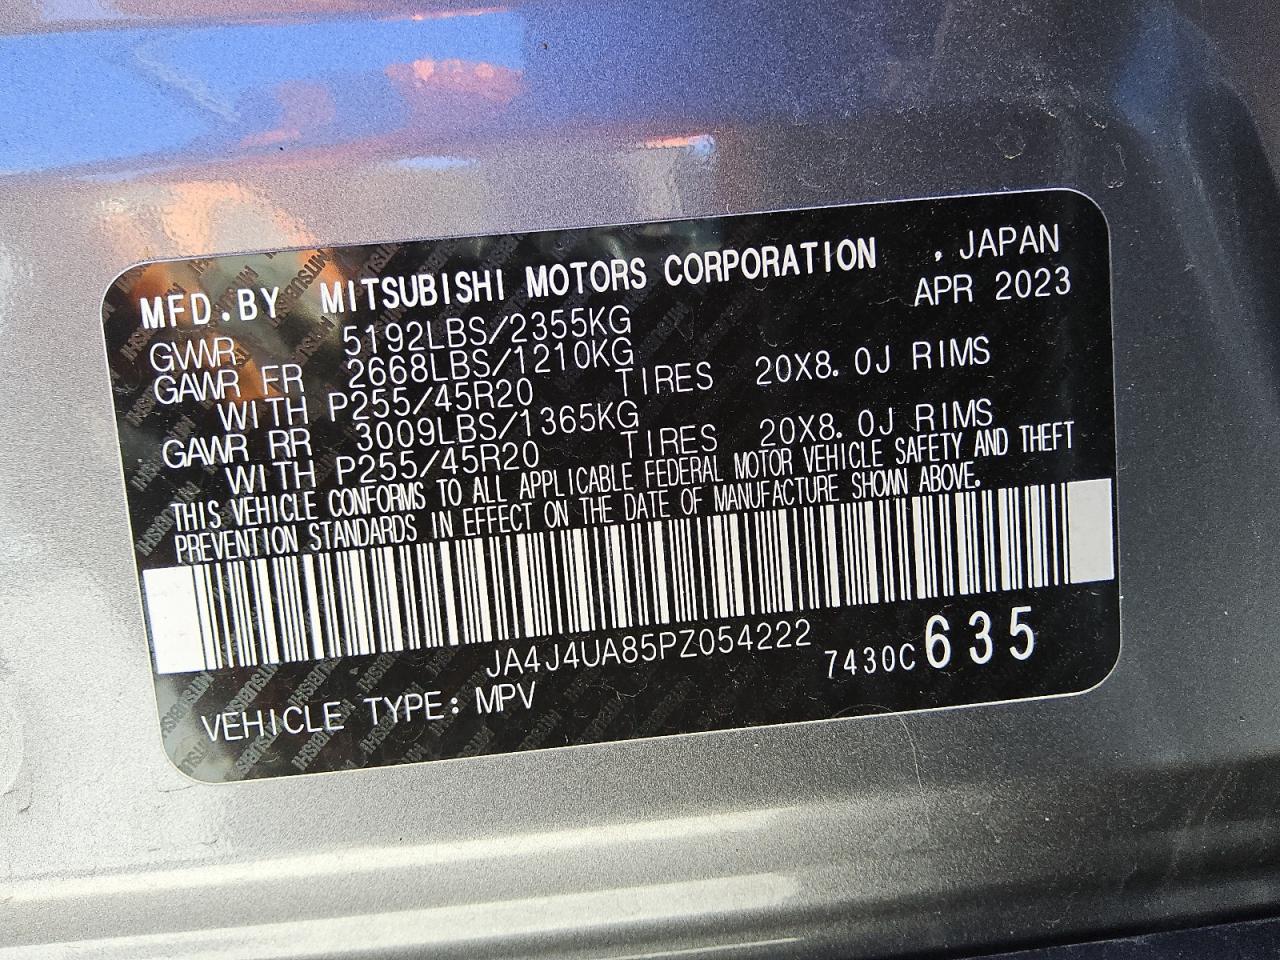 MFD.BY MITSUBISHI MOTORS CORPORATION , JAPAN
APR 2023
GVWR 5192LBS/2355KG
GAWR FR 2668LBS/1210KG
WITH P255/45R20 TIRES 20X8.0J RIMS
GAWR RR 3009LBS/1365KG
WITH P255/45R20 TIRES 20X8.0J RIMS
THIS VEHICLE CONFORMS TO ALL APPLICABLE FEDERAL MOTOR VEHICLE SAFETY AND THEFT
PREVENTION STANDARDS IN EFFECT ON THE DATE OF MANUFACTURE SHOWN ABOVE.
JA4J4UA85PZ054222 7430C 635
VEHICLE TYPE: MPV